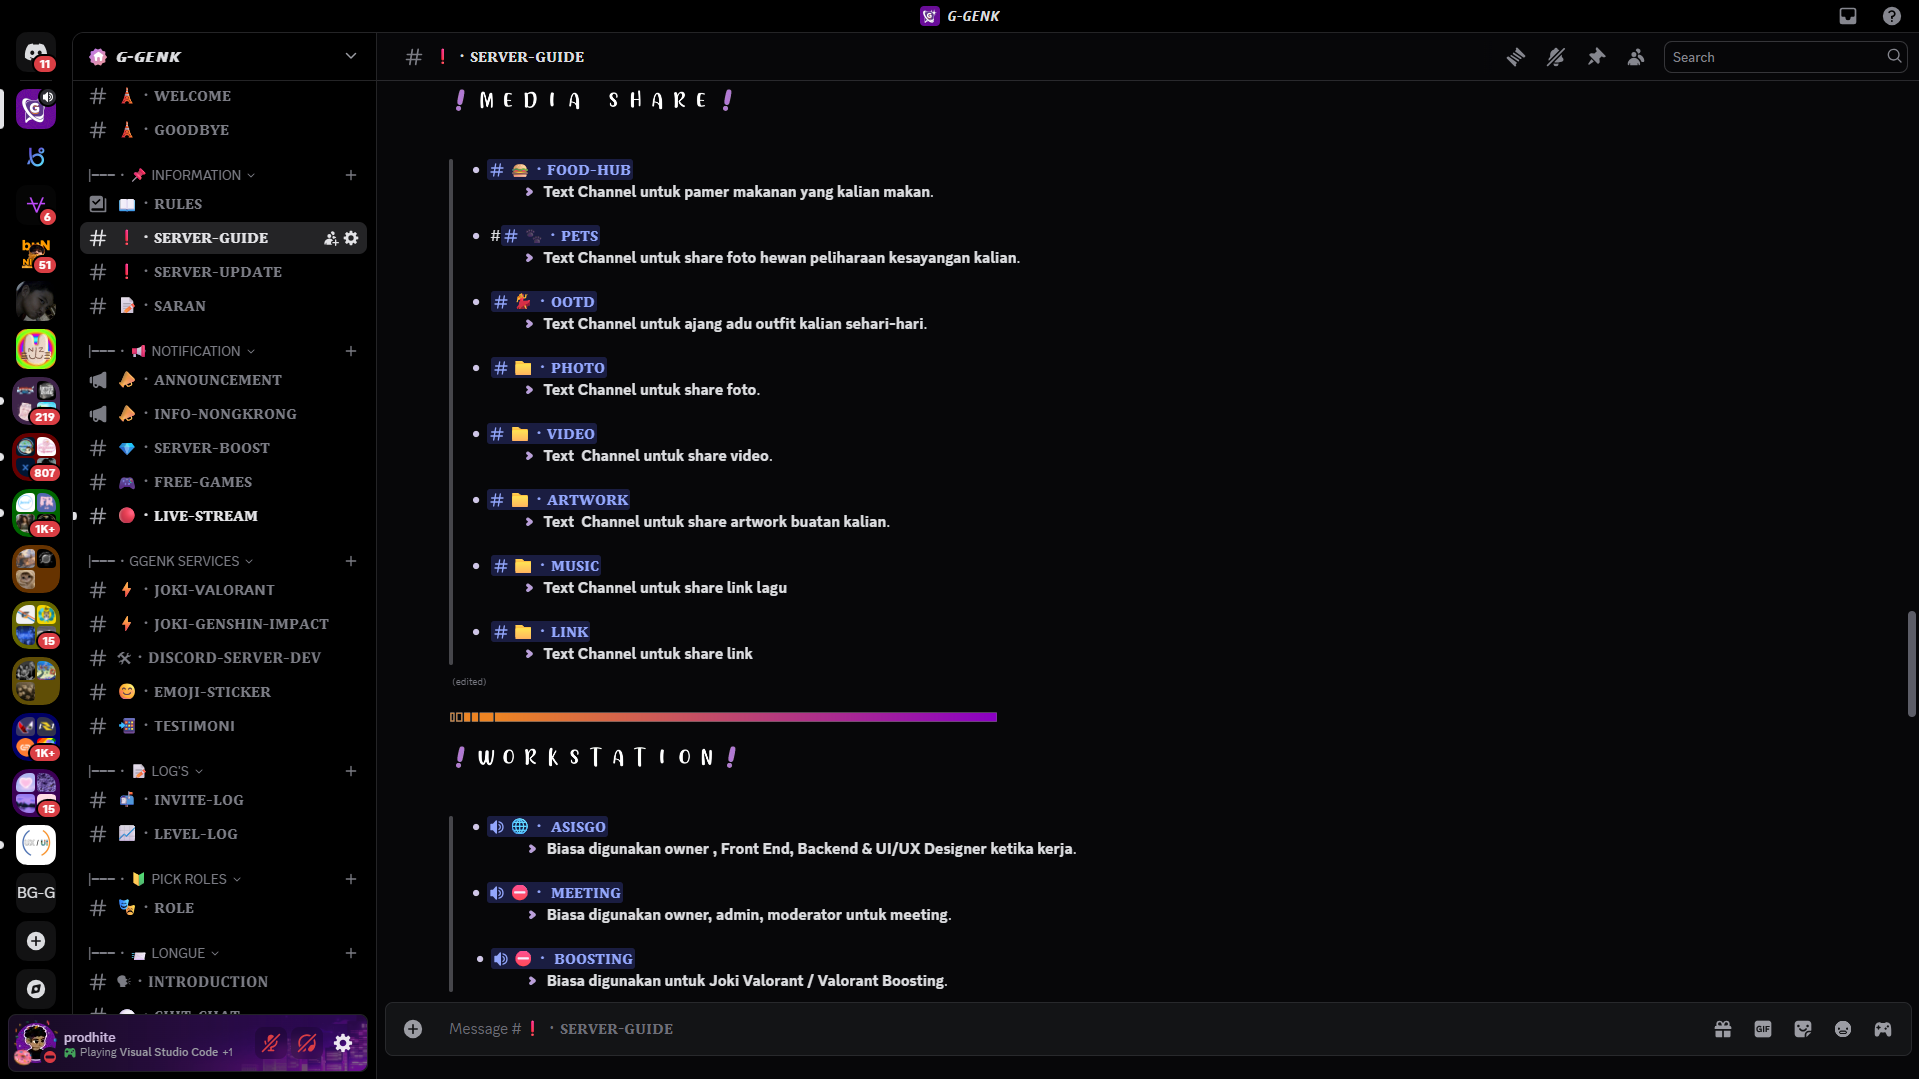 G-GENK
11
6
51
219
807
1K+
15
1K+
15
UX / UI
BG-G
G-GENK
# · WELCOME
# · GOODBYE
|--- · INFORMATION
· RULES
# ❗ · SERVER-GUIDE
# ❗ · SERVER-UPDATE
# · SARAN
|--- · NOTIFICATION
· ANNOUNCEMENT
· INFO-NONGKRONG
# · SERVER-BOOST
# · FREE-GAMES
# · LIVE-STREAM
|--- · GGENK SERVICES
# · JOKI-VALORANT
# · JOKI-GENSHIN-IMPACT
# · DISCORD-SERVER-DEV
# · EMOJI-STICKER
# · TESTIMONI
|--- · LOG'S
# · INVITE-LOG
# · LEVEL-LOG
|--- · PICK ROLES
# · ROLE
|--- · LONGUE
# · INTRODUCTION
prodhite
Playing Visual Studio Code +1
# ❗ · SERVER-GUIDE
Search
! MEDIA SHARE !
• # · FOOD-HUB
Text Channel untuk pamer makanan yang kalian makan.
• ## · PETS
Text Channel untuk share foto hewan peliharaan kesayangan kalian.
• # · OOTD
Text Channel untuk ajang adu outfit kalian sehari-hari.
• # · PHOTO
Text Channel untuk share foto.
• # · VIDEO
Text  Channel untuk share video.
• # · ARTWORK
Text  Channel untuk share artwork buatan kalian.
• # · MUSIC
Text Channel untuk share link lagu
• # · LINK
Text Channel untuk share link
(edited)
! WORKSTATION !
• · ASISGO
Biasa digunakan owner , Front End, Backend & UI/UX Designer ketika kerja.
• · MEETING
Biasa digunakan owner, admin, moderator untuk meeting.
• · BOOSTING
Biasa digunakan untuk Joki Valorant / Valorant Boosting.
Message # ❗ · SERVER-GUIDE
GIF